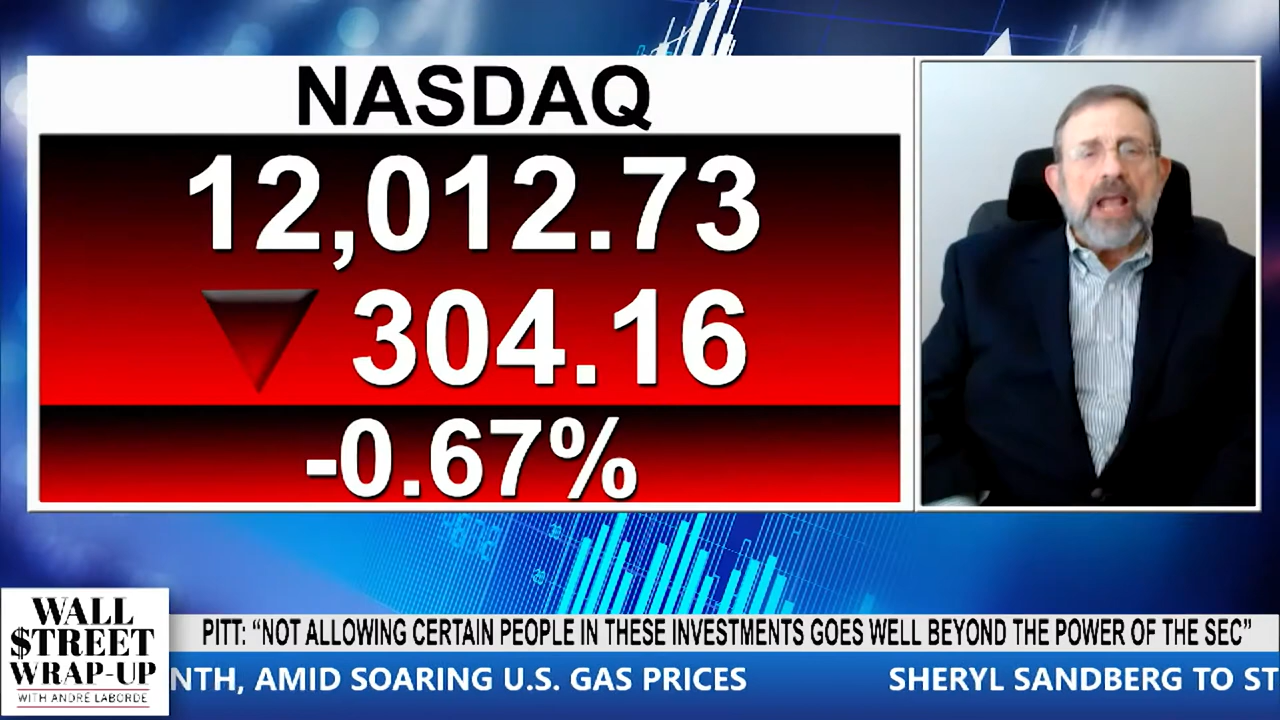 NASDAQ
12,012.73
▼ 304.16
-0.67%
WALL
$TREET
WRAP-UP
WITH ANDRÉ LABORDE
PITT: “NOT ALLOWING CERTAIN PEOPLE IN THESE INVESTMENTS GOES WELL BEYOND THE POWER OF THE SEC”
NTH, AMID SOARING U.S. GAS PRICES SHERYL SANDBERG TO ST